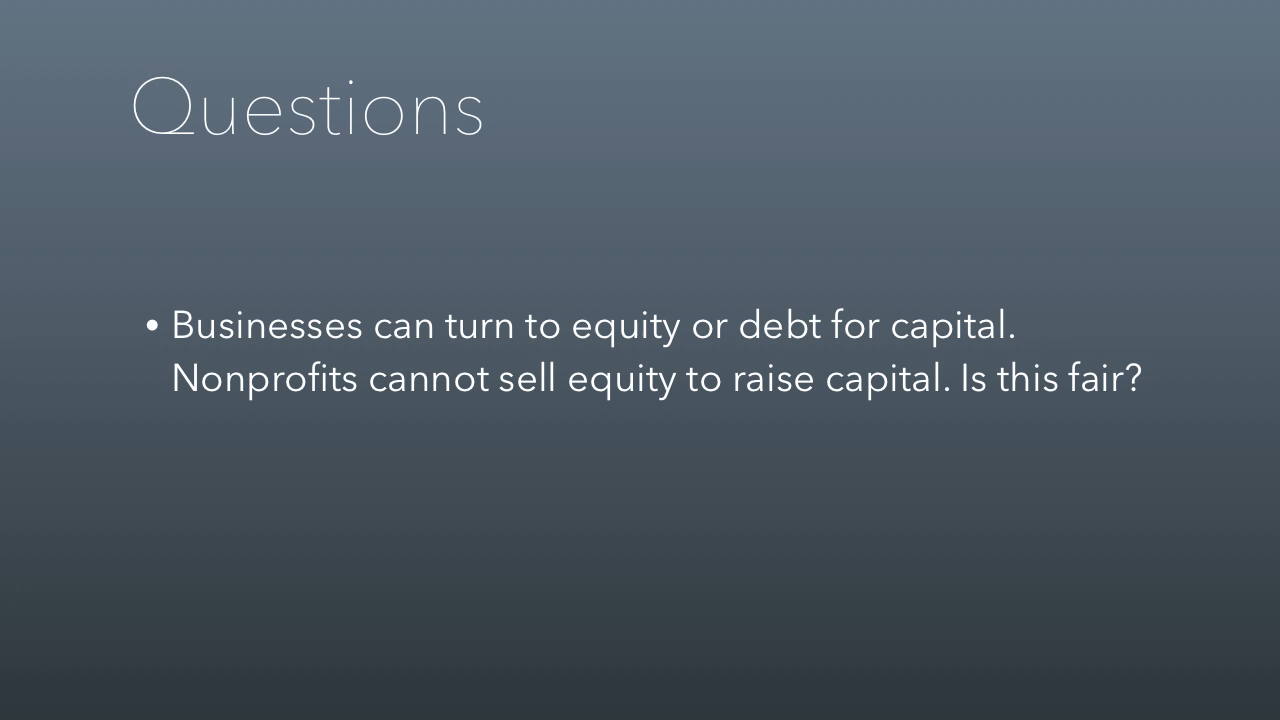 Questions
• Businesses can turn to equity or debt for capital.
Nonprofits cannot sell equity to raise capital. Is this fair?